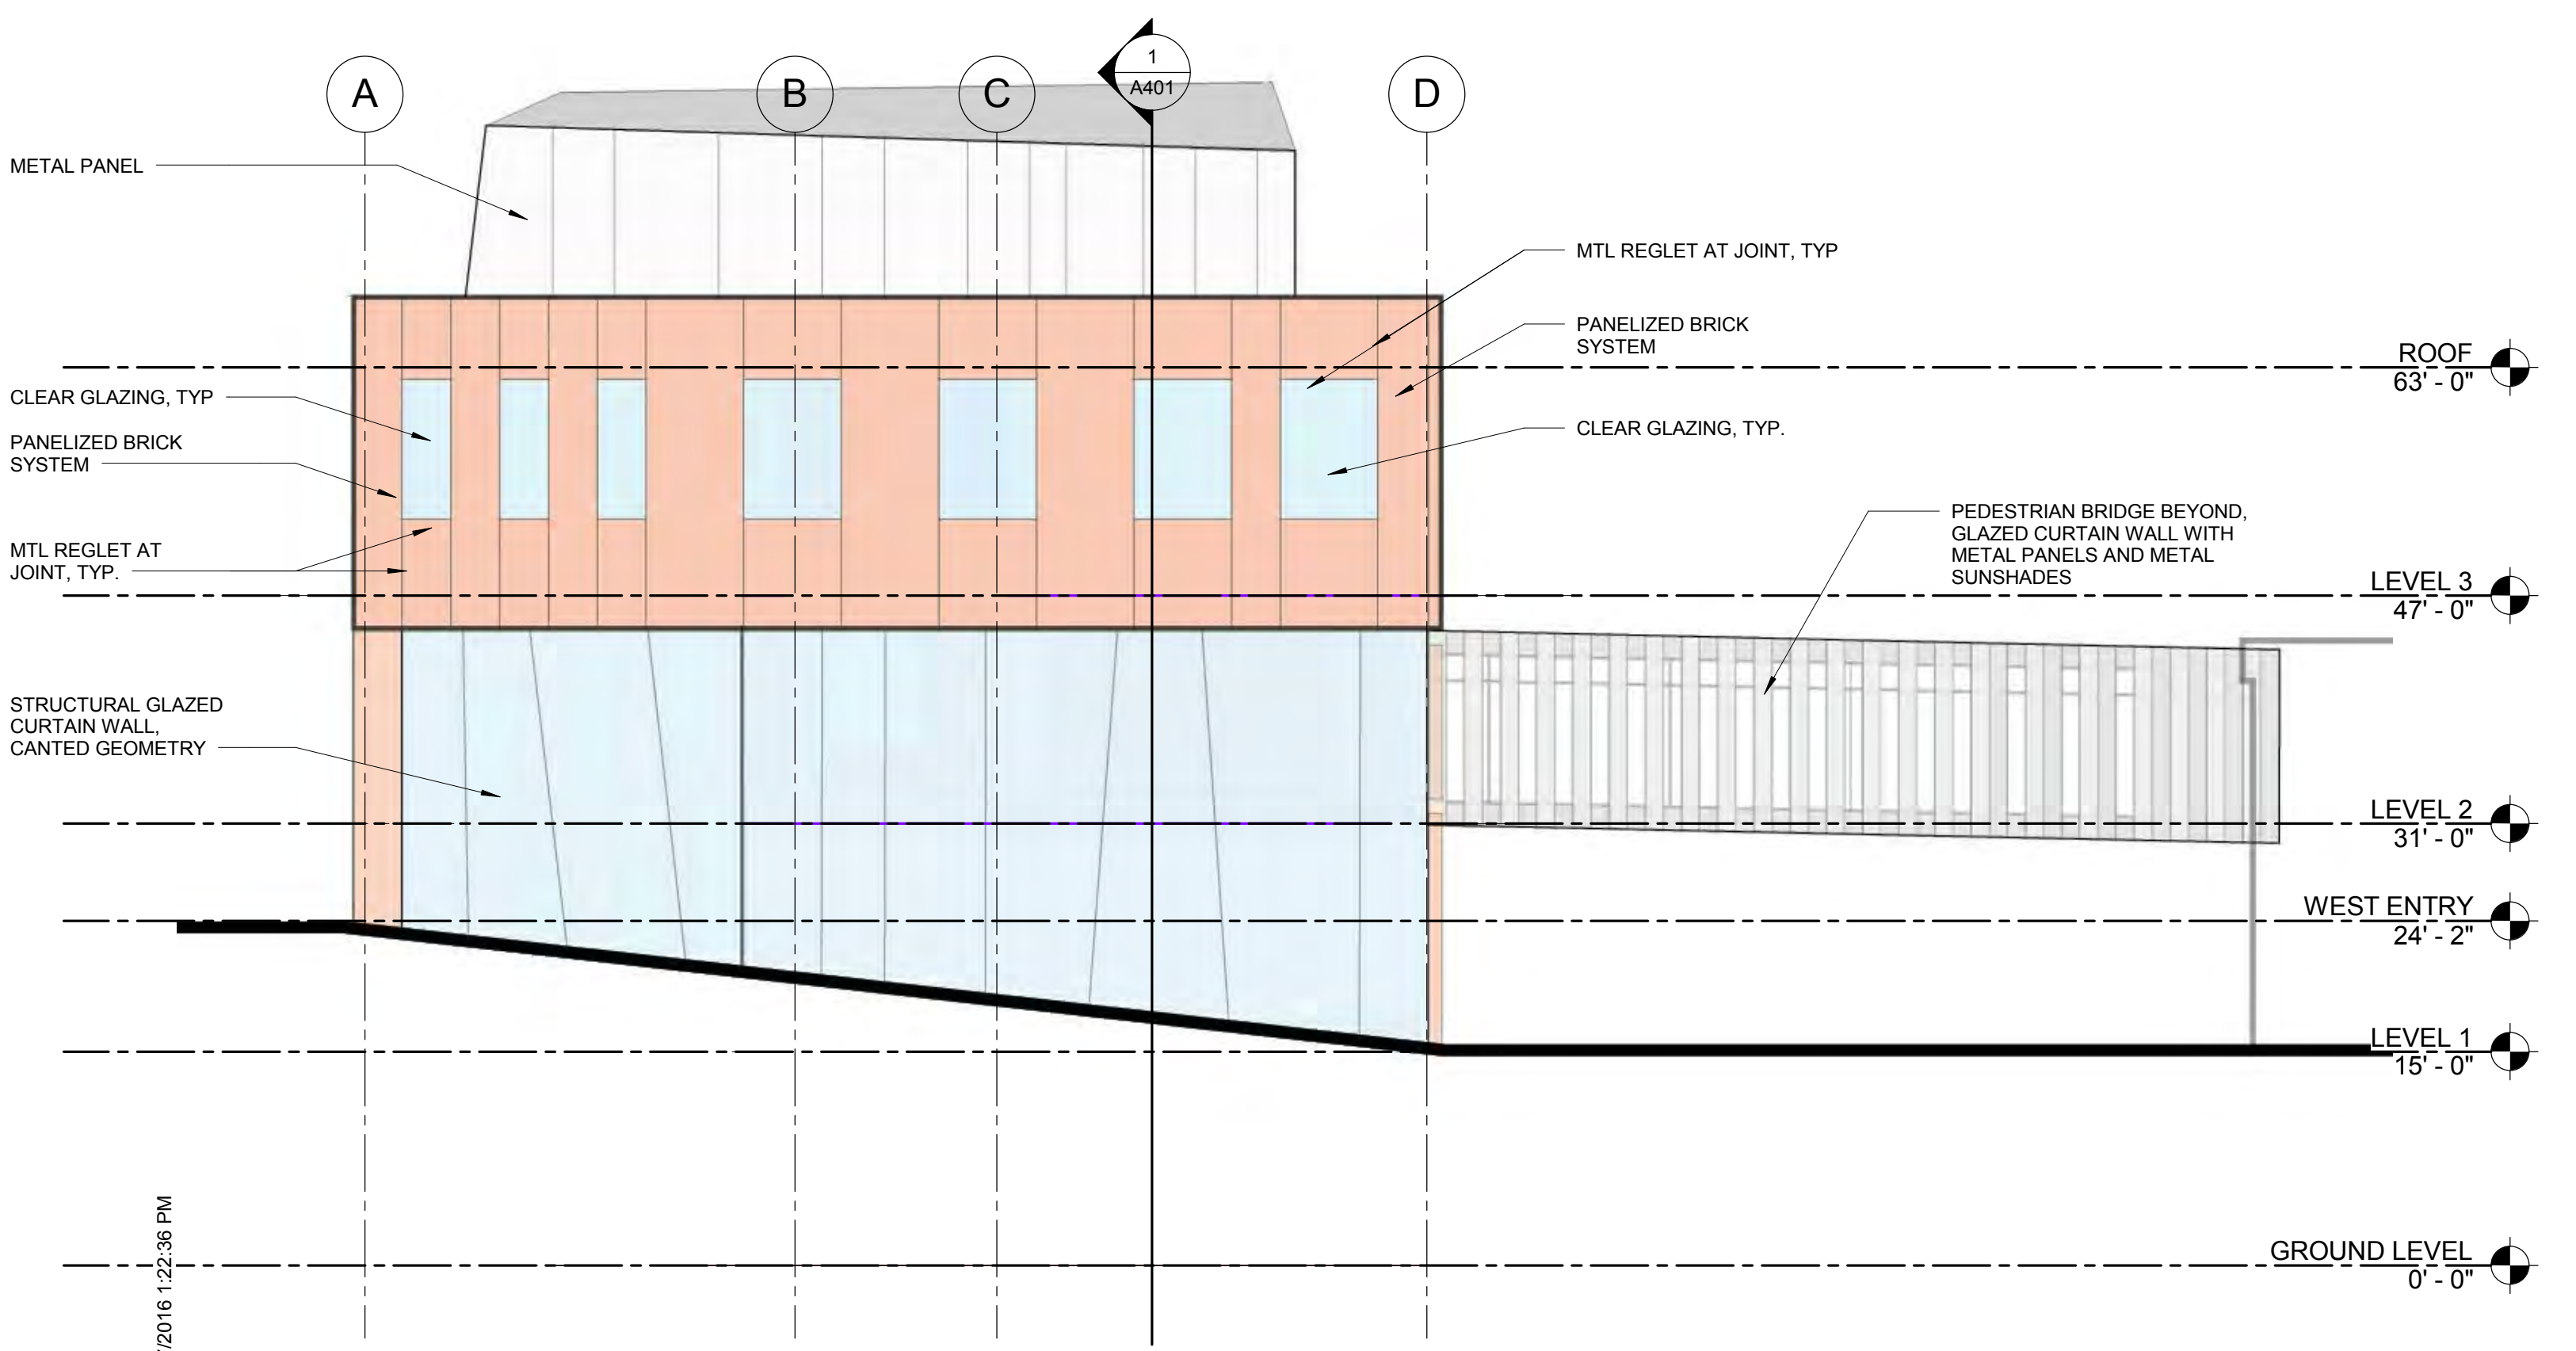 A
B
C
1
A401
D
METAL PANEL
MTL REGLET AT JOINT, TYP
PANELIZED BRICK
SYSTEM
ROOF
63' - 0"
CLEAR GLAZING, TYP
CLEAR GLAZING, TYP.
PANELIZED BRICK
SYSTEM
PEDESTRIAN BRIDGE BEYOND,
GLAZED CURTAIN WALL WITH
METAL PANELS AND METAL
SUNSHADES
MTL REGLET AT
JOINT, TYP.
LEVEL 3
47' - 0"
STRUCTURAL GLAZED
CURTAIN WALL,
CANTED GEOMETRY
LEVEL 2
31' - 0"
WEST ENTRY
24' - 2"
LEVEL 1
15' - 0"
GROUND LEVEL
0' - 0"
/2016 1:22:36 PM